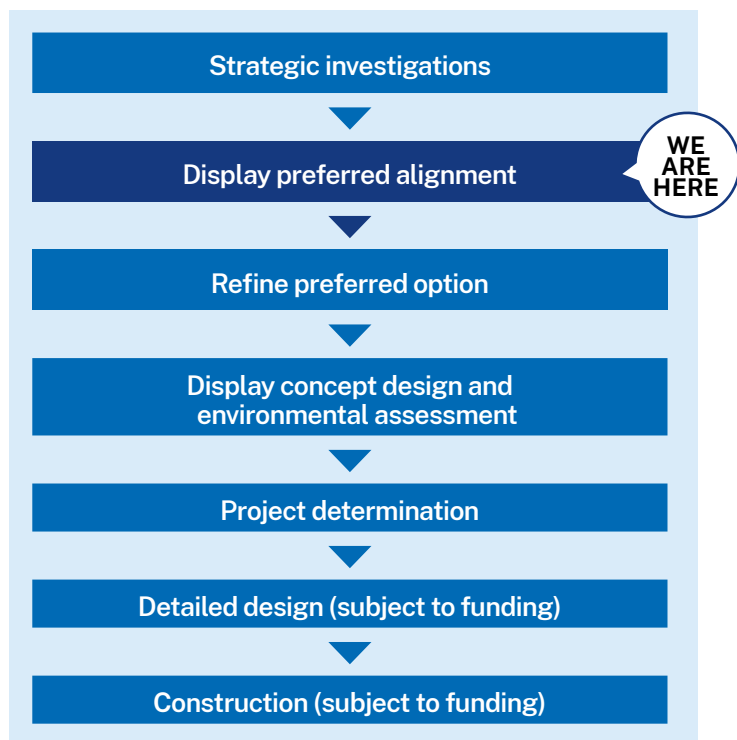 Strategic investigations
Display preferred alignment
WE
ARE
HERE
Refine preferred option
Display concept design and
environmental assessment
Project determination
Detailed design (subject to funding)
Construction (subject to funding)